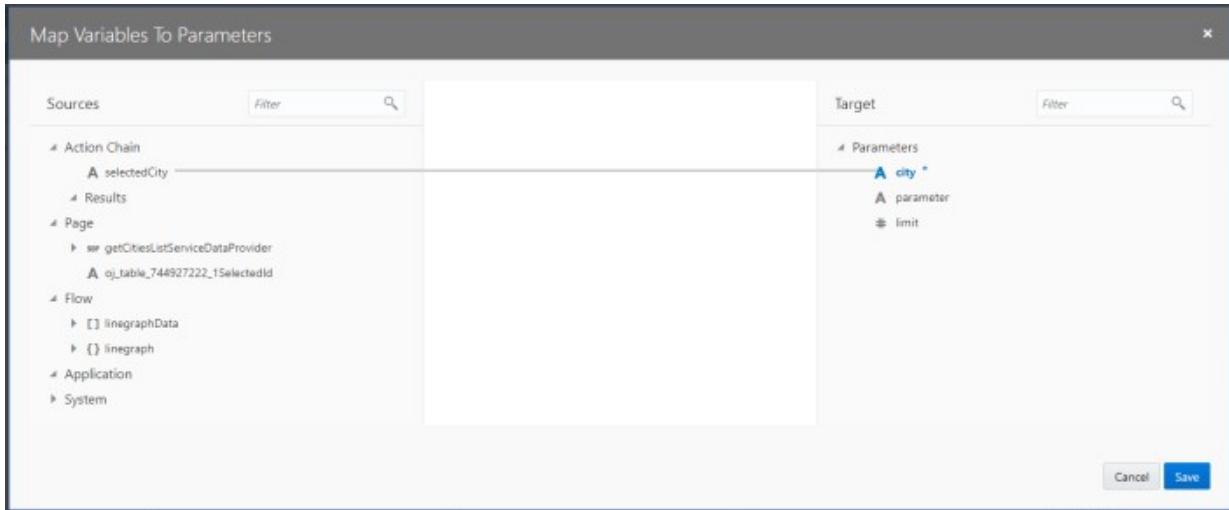 Map Variables To Parameters
×
Sources
Filter
Action Chain
A selectedCity
Results
Page
SDP getCitiesListServiceDataProvider
A oj_table_744927222_1SelectedId
Flow
[] linegraphData
{} linegraph
Application
System
Target
Filter
Parameters
A city *
A parameter
# limit
Cancel
Save